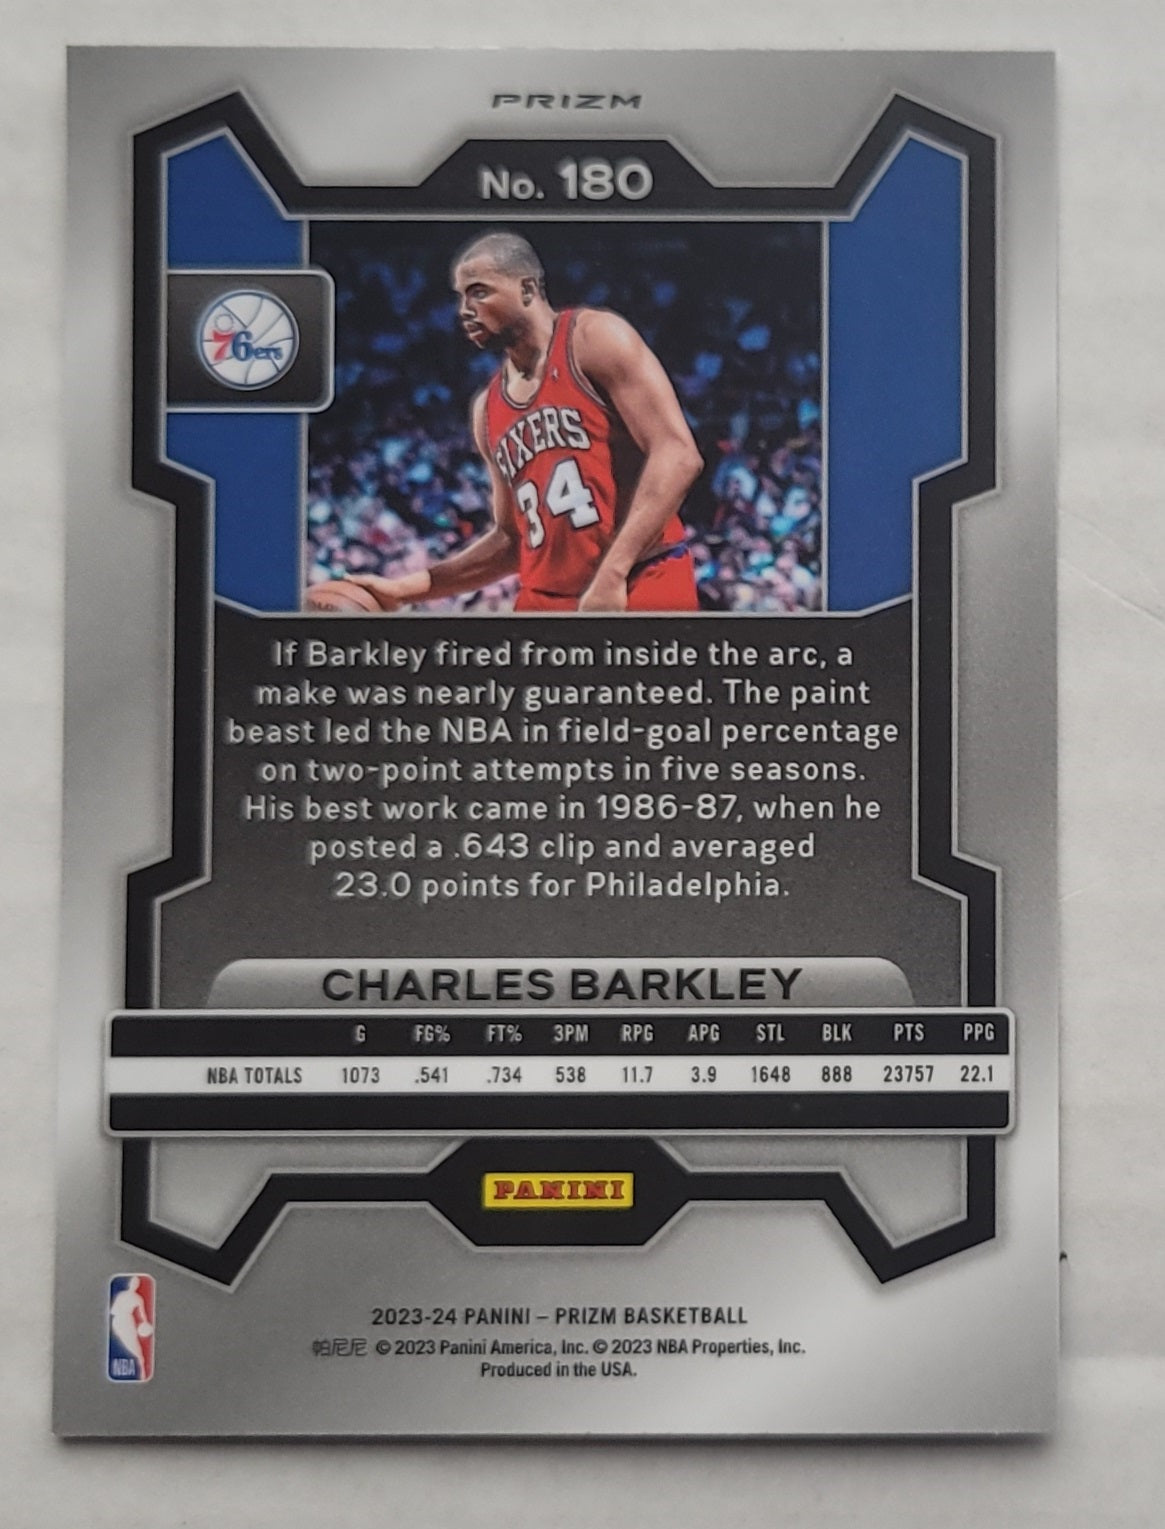 PRIZM
No. 180
76ers
SIXERS
34
If Barkley fired from inside the arc, a
make was nearly guaranteed. The paint
beast led the NBA in field-goal percentage
on two-point attempts in five seasons.
His best work came in 1986-87, when he
posted a .643 clip and averaged
23.0 points for Philadelphia.
CHARLES BARKLEY
G FG% FT% 3PM RPG APG STL BLK PTS PPG
NBA TOTALS 1073 .541 .734 538 11.7 3.9 1648 888 23757 22.1
PANINI
NBA
2023-24 PANINI – PRIZM BASKETBALL
帕尼尼 © 2023 Panini America, Inc. © 2023 NBA Properties, Inc.
Produced in the USA.